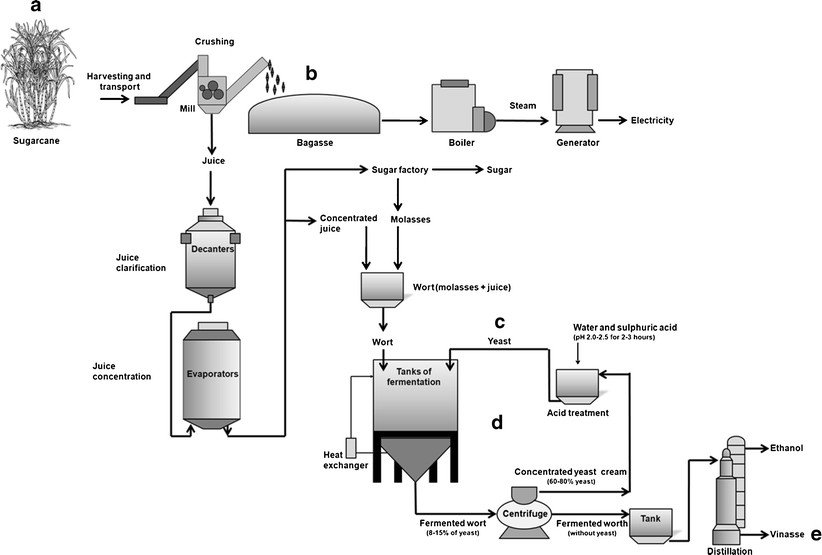 a
Crushing
b
Harvesting and
transport
Mill
Sugarcane
Bagasse
Boiler
Steam
Generator
Electricity
Juice
Sugar factory
Sugar
Concentrated
juice
Molasses
Decanters
Juice
clarification
Wort (molasses + juice)
Wort
c
Yeast
Water and sulphuric acid
(pH 2.0-2.5 for 2-3 hours)
Juice
concentration
Evaporators
Tanks of
fermentation
Acid treatment
d
Heat
exchanger
Concentrated yeast cream
(60-80% yeast)
Ethanol
Centrifuge
Tank
Fermented wort
(8-15% of yeast)
Fermented worth
(without yeast)
Distillation
Vinasse
e